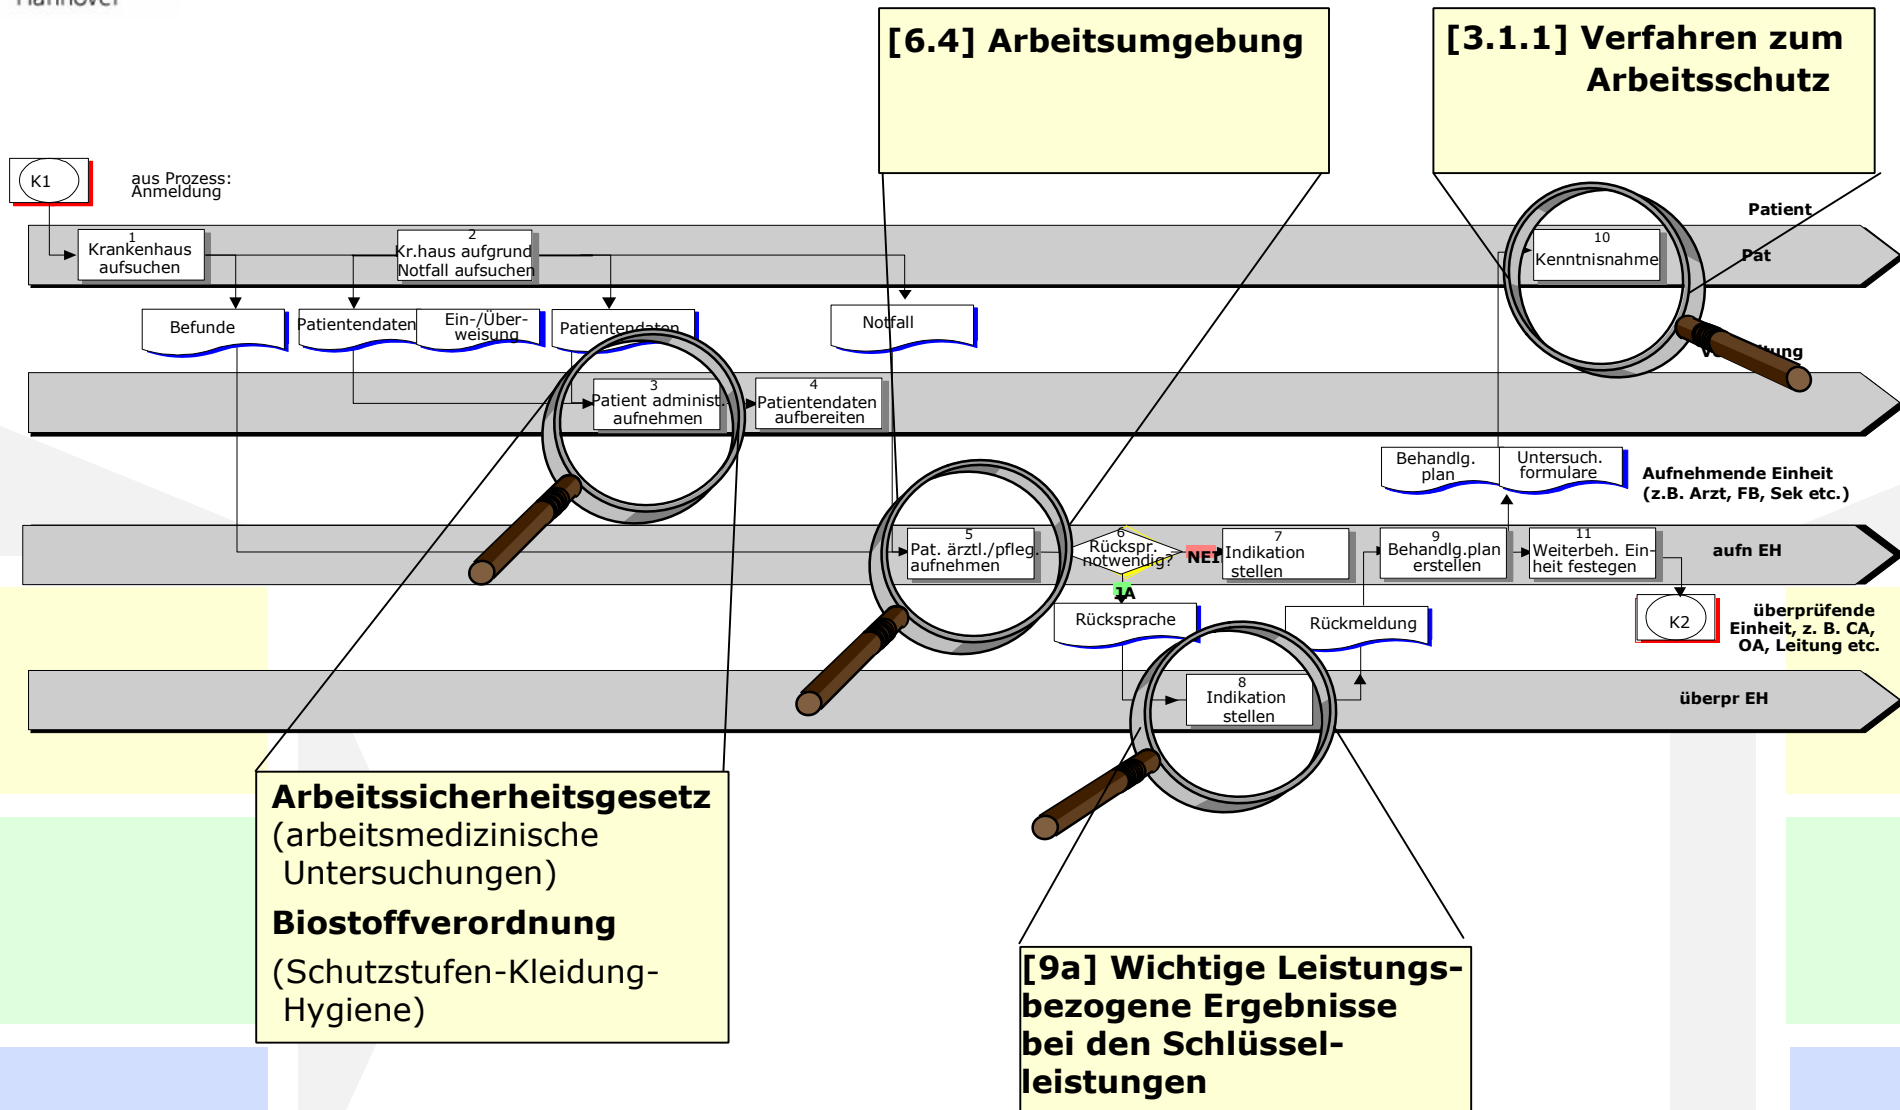 Hannover
[6.4] Arbeitsumgebung
[3.1.1] Verfahren zum
Arbeitsschutz
K1
aus Prozess:
Anmeldung
Patient
1
Krankenhaus
aufsuchen
2
Kr.haus aufgrund
Notfall aufsuchen
10
Kenntnisnahme
Pat
Befunde
Patientendaten
Ein-/Über-
weisung
Patientendaten
Notfall
3
Patient administ.
aufnehmen
4
Patientendaten
aufbereiten
Behandlg.
plan
Untersuch.
formulare
Aufnehmende Einheit
(z.B. Arzt, FB, Sek etc.)
5
Pat. ärztl./pfleg.
aufnehmen
6
Rückspr.
notwendig?
7
Indikation
stellen
9
Behandlg.plan
erstellen
11
Weiterbeh. Ein-
heit festegen
aufn EH
JA
Rücksprache
Rückmeldung
K2
überprüfende
Einheit, z. B. CA,
OA, Leitung etc.
8
Indikation
stellen
überpr EH
Arbeitssicherheitsgesetz
(arbeitsmedizinische
Untersuchungen)
Biostoffverordnung
(Schutzstufen-Kleidung-
Hygiene)
[9a] Wichtige Leistungs-
bezogene Ergebnisse
bei den Schlüssel-
leistungen